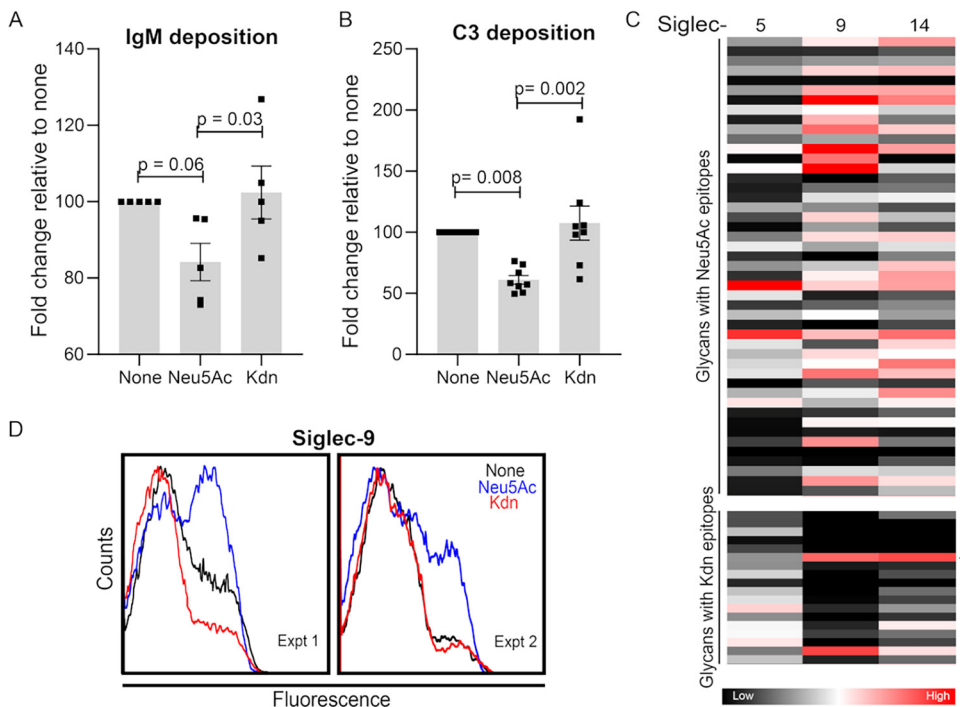 A
IgM deposition
Fold change relative to none
140
120
100
80
60
p = 0.06
p = 0.03
None Neu5Ac Kdn
B
C3 deposition
Fold change relative to none
250
200
150
100
50
0
p = 0.008
p = 0.002
None Neu5Ac Kdn
C
Siglec- 5 9 14
Glycans with Neu5Ac epitopes
Glycans with Kdn epitopes
Low High
D
Siglec-9
Counts
Expt 1
None
Neu5Ac
Kdn
Expt 2
Fluorescence